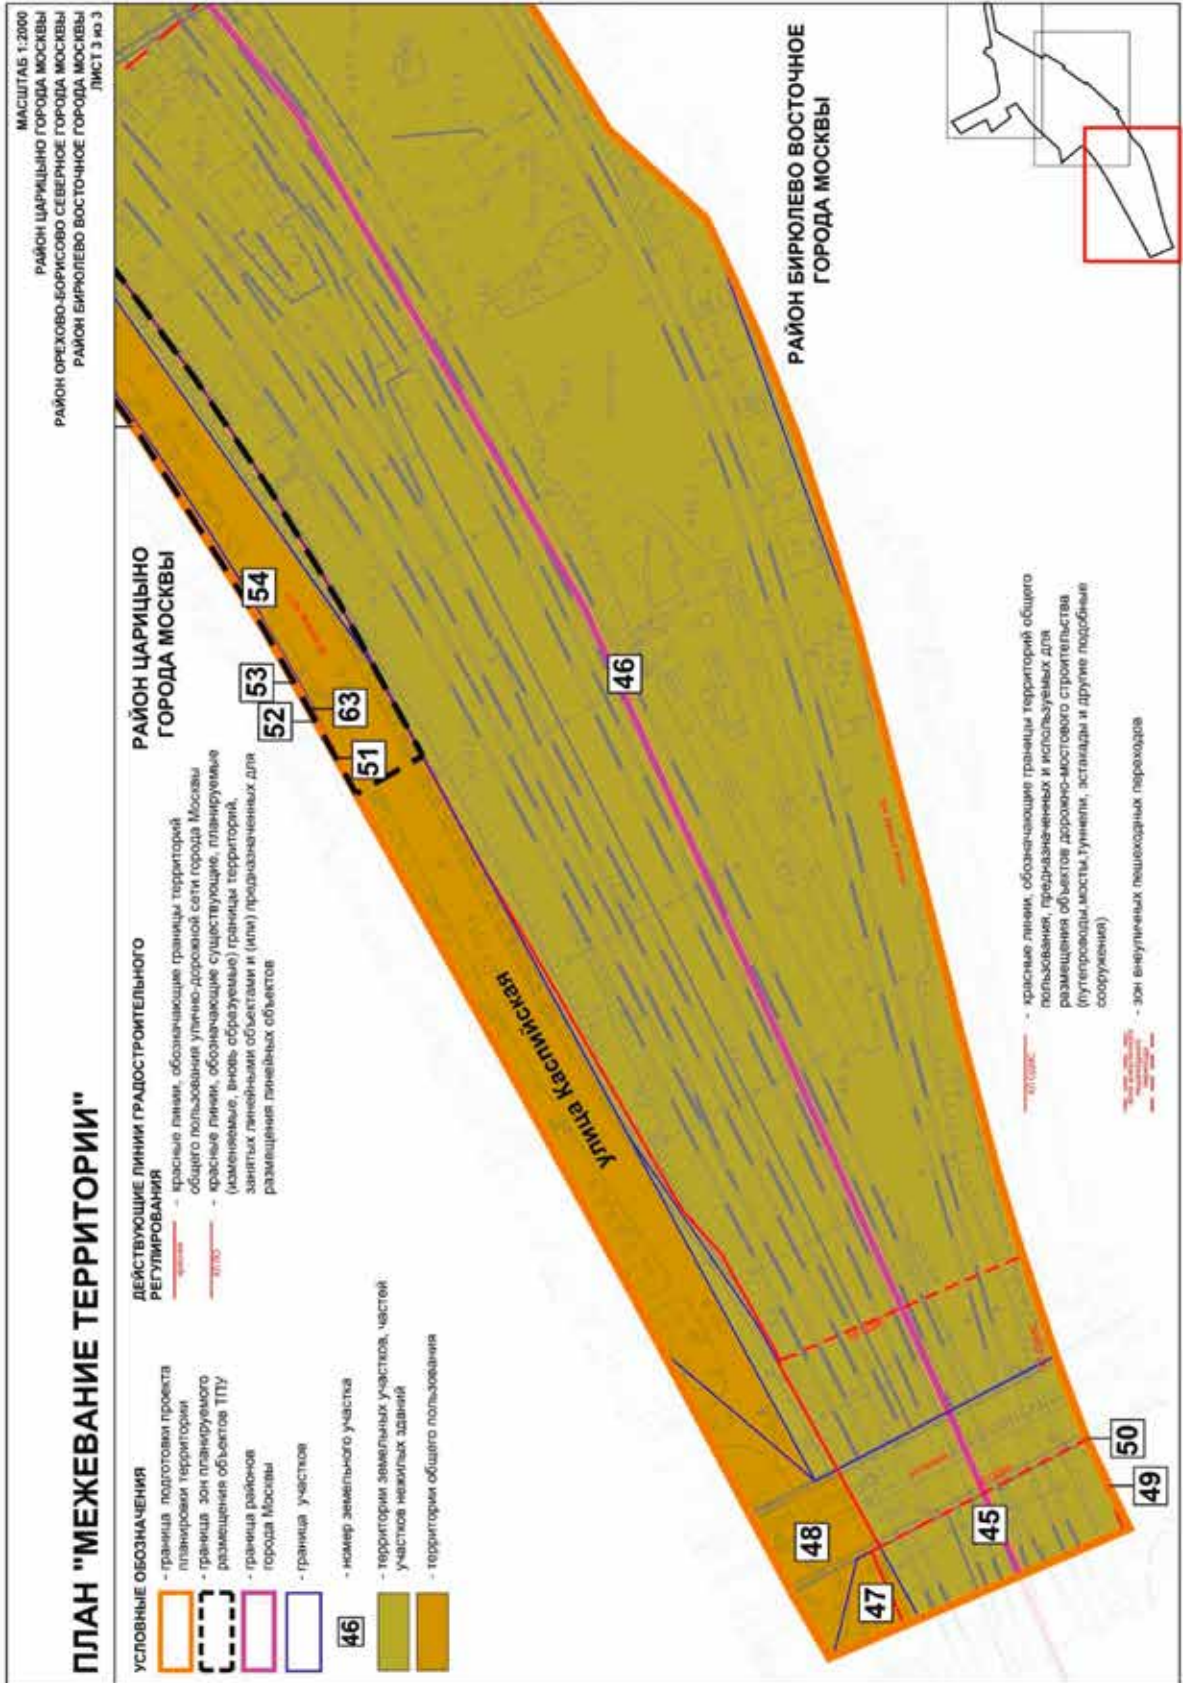 МАСШТАБ 1:2000
РАЙОН ЦАРИЦЫНО ГОРОДА МОСКВЫ
РАЙОН ОРЕХОВО-БОРИСОВО СЕВЕРНОЕ ГОРОДА МОСКВЫ
РАЙОН БИРЮЛЕВО ВОСТОЧНОЕ ГОРОДА МОСКВЫ
ЛИСТ 3 из 3
ПЛАН "МЕЖЕВАНИЕ ТЕРРИТОРИИ"
УСЛОВНЫЕ ОБОЗНАЧЕНИЯ
- граница подготовки проекта
планировки территории
- граница зон планируемого
размещения объектов ТПУ
- граница районов
города Москвы
- граница участков
46
- номер земельного участка
- территории земельных участков, частей
участков нежилых зданий
- территории общего пользования
ДЕЙСТВУЮЩИЕ ЛИНИИ ГРАДОСТРОИТЕЛЬНОГО
РЕГУЛИРОВАНИЯ
- красные линии, обозначающие границы территорий
общего пользования улично-дорожной сети города Москвы
- красные линии, обозначающие существующие, планируемые
(изменяемые, вновь образуемые) границы территорий,
занятых линейными объектами и (или) предназначенных для
размещения линейных объектов
РАЙОН ЦАРИЦЫНО
ГОРОДА МОСКВЫ
54
53
52
63
51
46
улица Каспийская
48
47
45
50
49
РАЙОН БИРЮЛЕВО ВОСТОЧНОЕ
ГОРОДА МОСКВЫ
- красные линии, обозначающие границы территорий общего
пользования, предназначенных и используемых для
размещения объектов дорожно-мостового строительства
(путепроводы,мосты,туннели, эстакады и другие подобные
сооружения)
- зон внеуличных пешеходных переходов